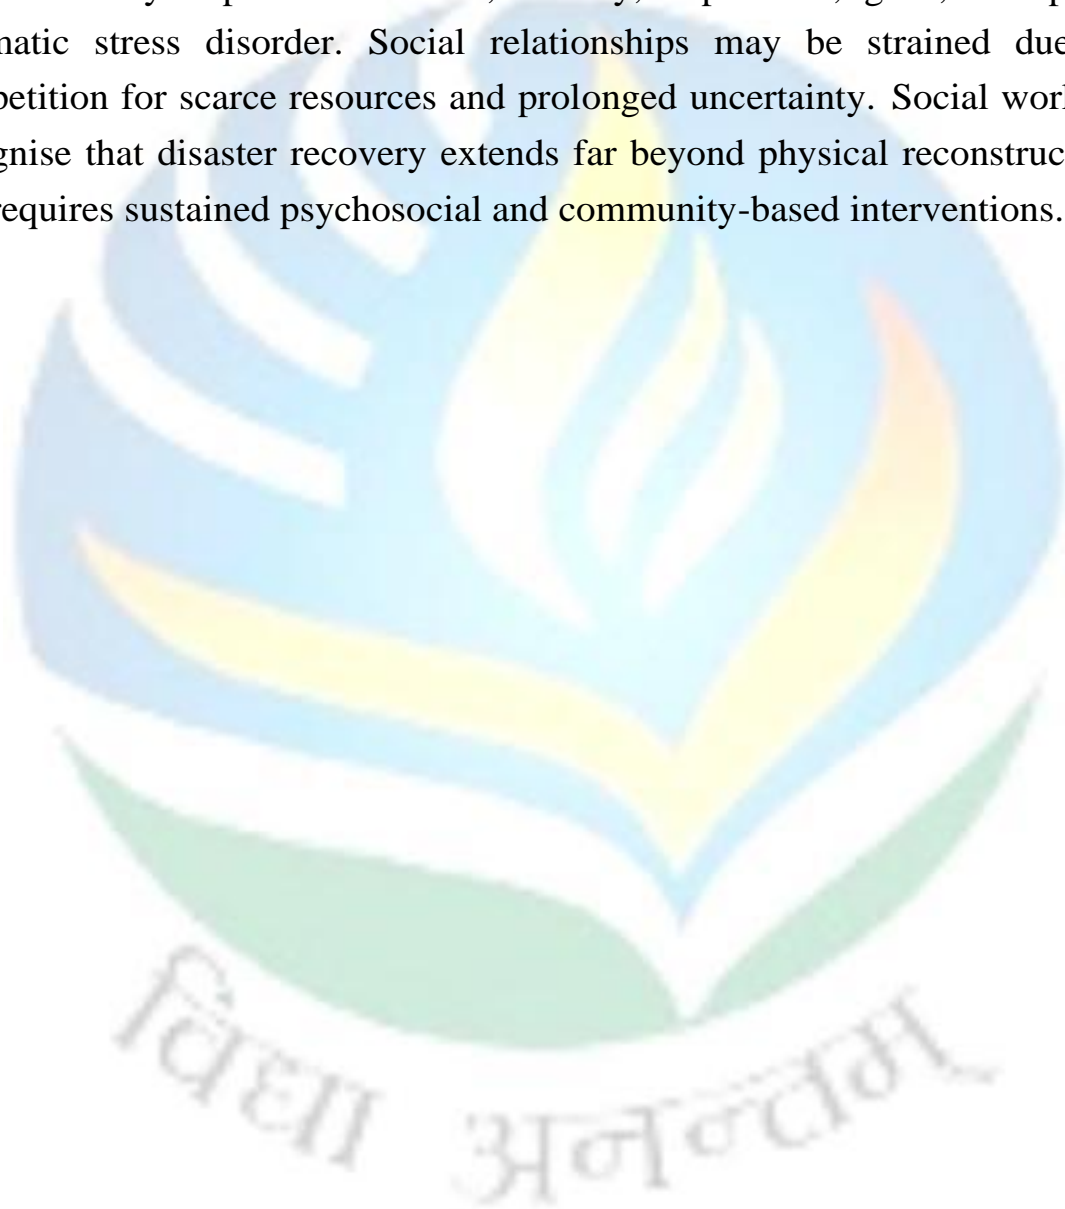 matic stress disorder. Social relationships may be strained due
petition for scarce resources and prolonged uncertainty. Social wor
gnise that disaster recovery extends far beyond physical reconstruc
requires sustained psychosocial and community-based interventions.
विद्या अनन्तम्